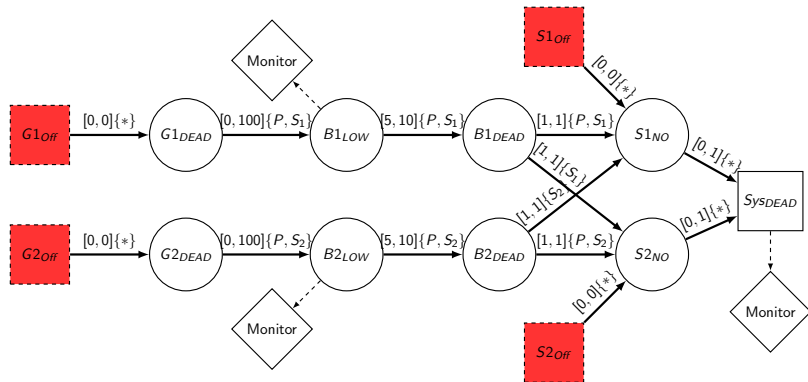 S1Off
Monitor
[0, 0]{*}
G1Off
[0, 0]{*}
G1DEAD
[0, 100]{P, S1}
B1LOW
[5, 10]{P, S1}
B1DEAD
[1, 1]{P, S1}
S1NO
[0, 1]{*}
[1, 1]{S1}
[1, 1]{S2}
SysDEAD
[0, 1]{*}
G2Off
[0, 0]{*}
G2DEAD
[0, 100]{P, S2}
B2LOW
[5, 10]{P, S2}
B2DEAD
[1, 1]{P, S2}
S2NO
[0, 0]{*}
Monitor
Monitor
S2Off